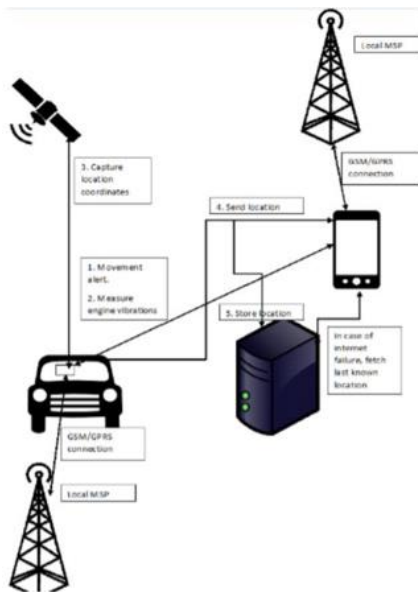 Local MSP
3. Capture
location
coordinates
GSM/GPRS
connection
4. Send location
1. Movement
alert.
2. Measure
engine vibrations
5. Store location
In case of
internet
failure, fetch
last known
location
GSM/GPRS
connection
Local MSP